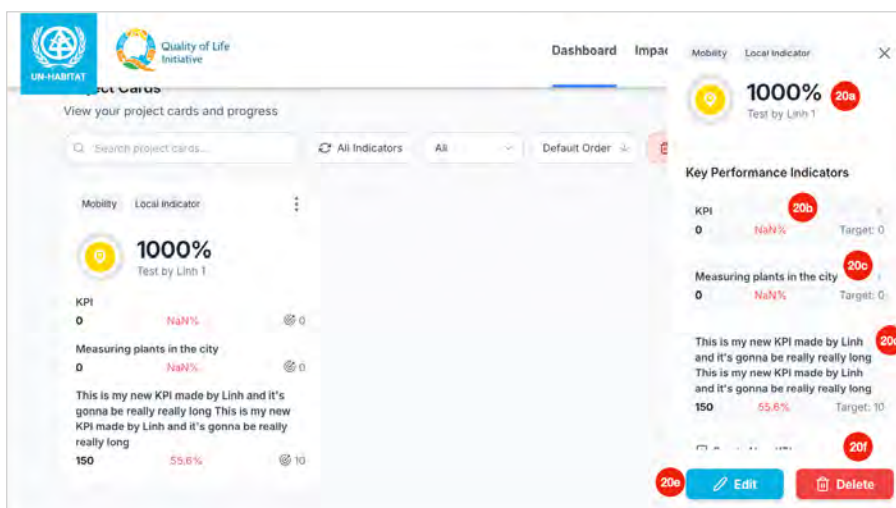 UN-HABITAT
Quality of Life
Initiative
Dashboard
Project Cards
View your project cards and progress
Search project cards...
All Indicators
All
Default Order
Mobility
Local Indicator
1000%
Test by Linh 1
KPI
0 NaN% 0
Measuring plants in the city
0 NaN% 0
This is my new KPI made by Linh and it's
gonna be really really long This is my new
KPI made by Linh and it's gonna be really
really long
150 55.6% 10
Mobility
Local Indicator
1000% 20a
Test by Linh 1
Key Performance Indicators
KPI 20b
0 NaN% Target: 0
Measuring plants in the city 20c
0 NaN% Target: 0
This is my new KPI made by Linh
and it's gonna be really really long
This is my new KPI made by Linh
and it's gonna be really really long
150 55.6% Target: 10
20f
20e
Edit
Delete